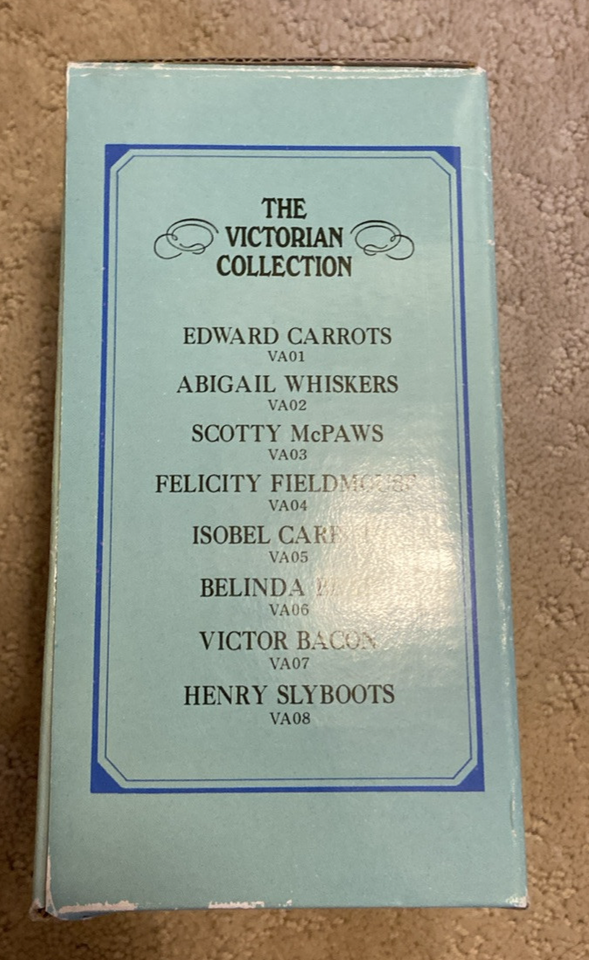 THE
VICTORIAN
COLLECTION
EDWARD CARROTS
VA01
ABIGAIL WHISKERS
VA02
SCOTTY McPAWS
VA03
FELICITY FIELDMOUSE
VA04
ISOBEL
VA05
BELINDA
VA06
VICTOR BACON
VA07
HENRY SLYBOOTS
VA08